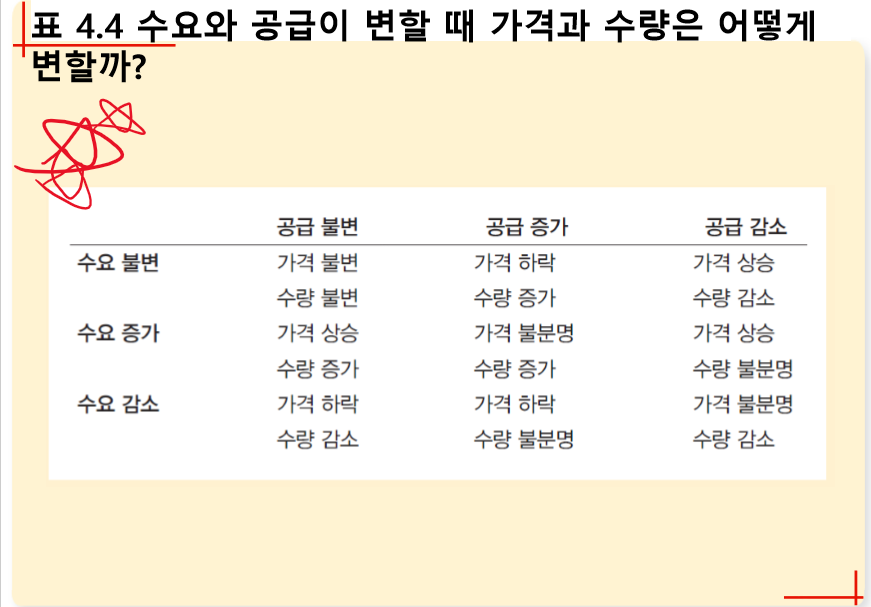 표 4.4 수요와 공급이 변할 때 가격과 수량은 어떻게
변할까?
공급 불변 공급 증가 공급 감소
수요 불변 가격 불변 가격 하락 가격 상승
수량 불변 수량 증가 수량 감소
수요 증가 가격 상승 가격 불분명 가격 상승
수량 증가 수량 증가 수량 불분명
수요 감소 가격 하락 가격 하락 가격 불분명
수량 감소 수량 불분명 수량 감소